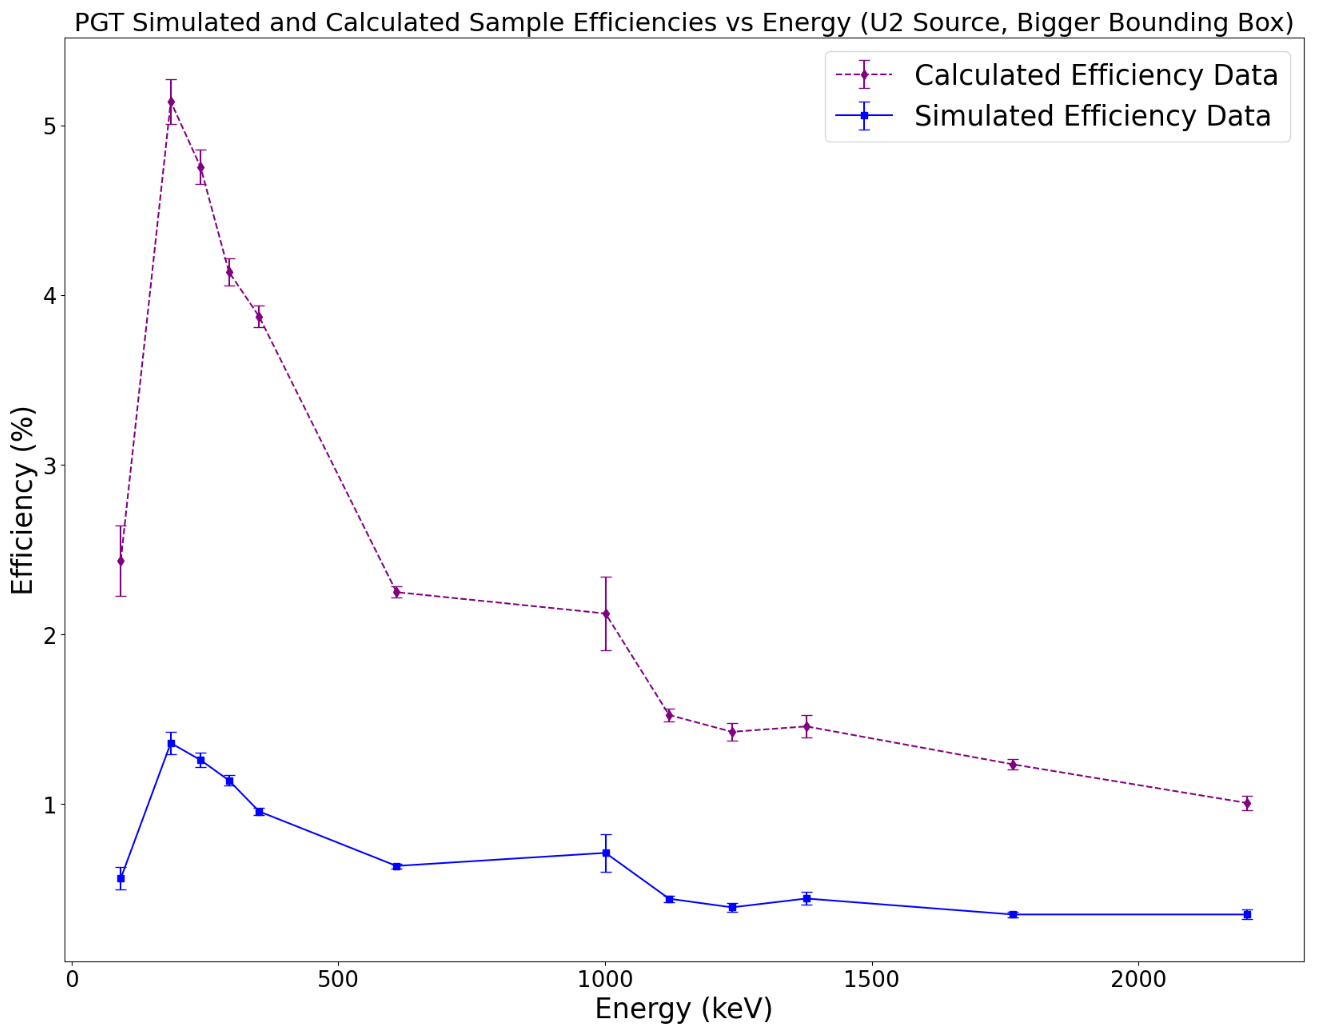 PGT Simulated and Calculated Sample Efficiencies vs Energy (U2 Source, Bigger Bounding Box)
Calculated Efficiency Data
Simulated Efficiency Data
Efficiency (%)
5
4
3
2
1
0
500
1000
1500
2000
Energy (keV)